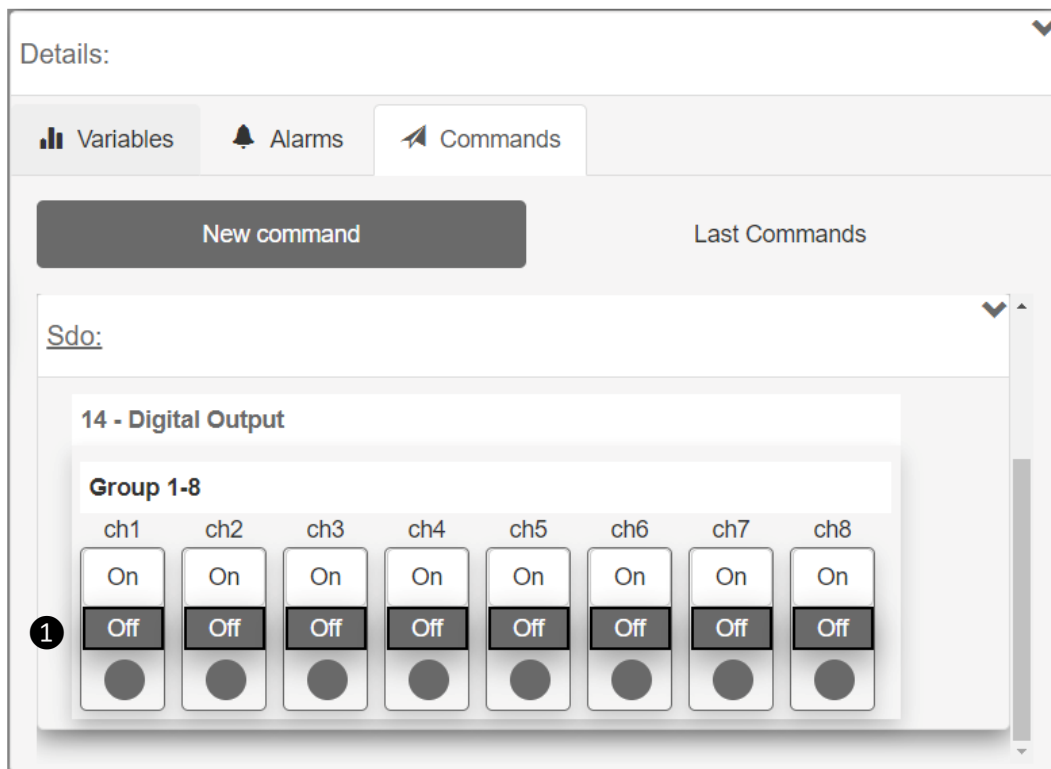 Details:
Variables Alarms Commands
New command Last Commands
Sdo:
14 - Digital Output
Group 1-8
ch1 ch2 ch3 ch4 ch5 ch6 ch7 ch8
On On On On On On On On
1 Off Off Off Off Off Off Off Off